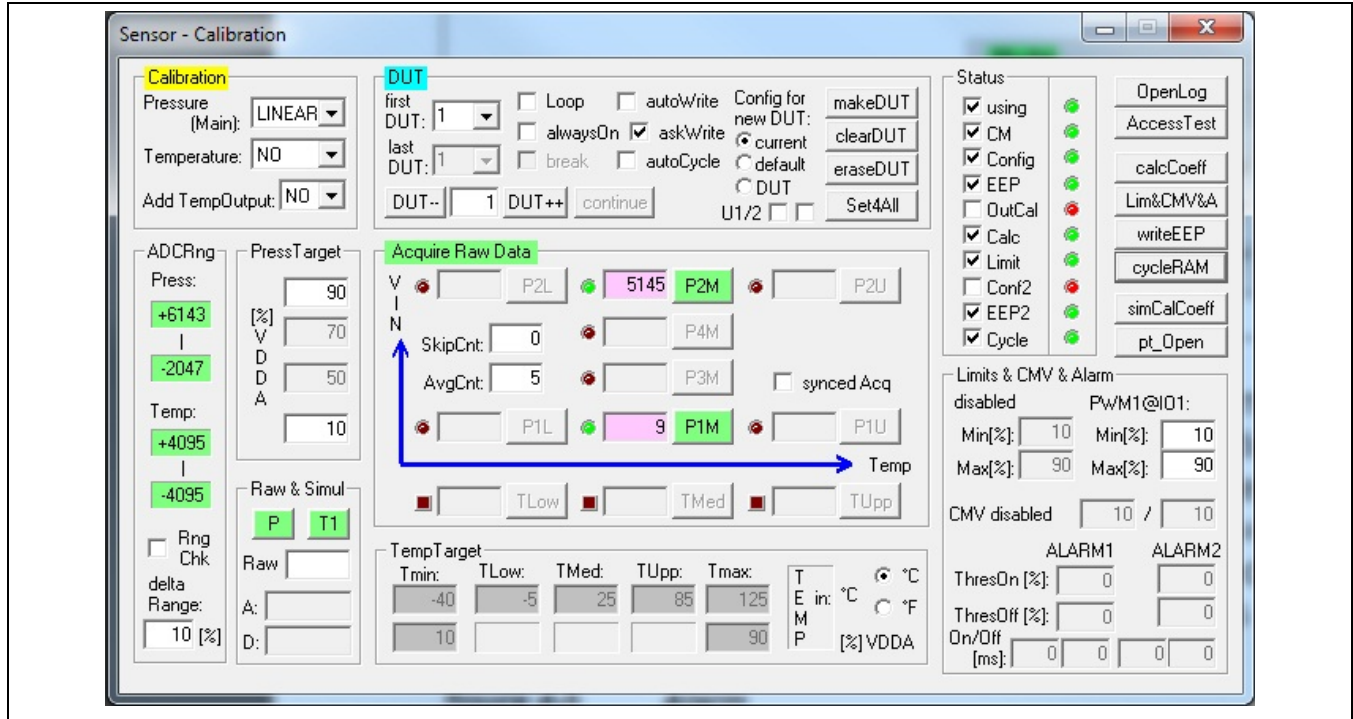 Sensor - Calibration
Calibration
Pressure
(Main): LINEAR
Temperature: NO
Add TempOutput: NO
DUT
first
DUT: 1
last
DUT: 1
Loop autoWrite
alwaysOn askWrite
break autoCycle
DUT-- 1 DUT++ continue
Config for
new DUT:
current
default
DUT
U1/2
makeDUT
clearDUT
eraseDUT
Set4All
Status
using
CM
Config
EEP
OutCal
Calc
Limit
Conf2
EEP2
Cycle
OpenLog
AccessTest
calcCoeff
Lim&CMV&A
writeEEP
cycleRAM
simCalCoeff
pt_Open
ADCRng
Press:
+6143
|
-2047
Temp:
+4095
|
-4095
Rng
Chk
delta
Range:
10 [%]
PressTarget
[%]
V
D
D
A
90
70
50
10
Raw & Simul
P T1
Raw
A:
D:
Acquire Raw Data
V
I
N
P2L 5145 P2M P2U
SkipCnt: 0 P4M
AvgCnt: 5 P3M synced Acq
P1L 9 P1M P1U
Temp
TLow TMed TUpp
TempTarget
Tmin: TLow: TMed: TUpp: Tmax:
-40 -5 25 85 125
10 90
T
E
M
P
in: °C
°C
°F
[%] VDDA
Limits & CMV & Alarm
disabled PWM1@IO1:
Min[%]: 10 Min[%]: 10
Max[%]: 90 Max[%]: 90
CMV disabled 10 / 10
ALARM1 ALARM2
ThresOn [%]: 0 0
ThresOff [%]: 0 0
On/Off
[ms]: 0 0 0 0